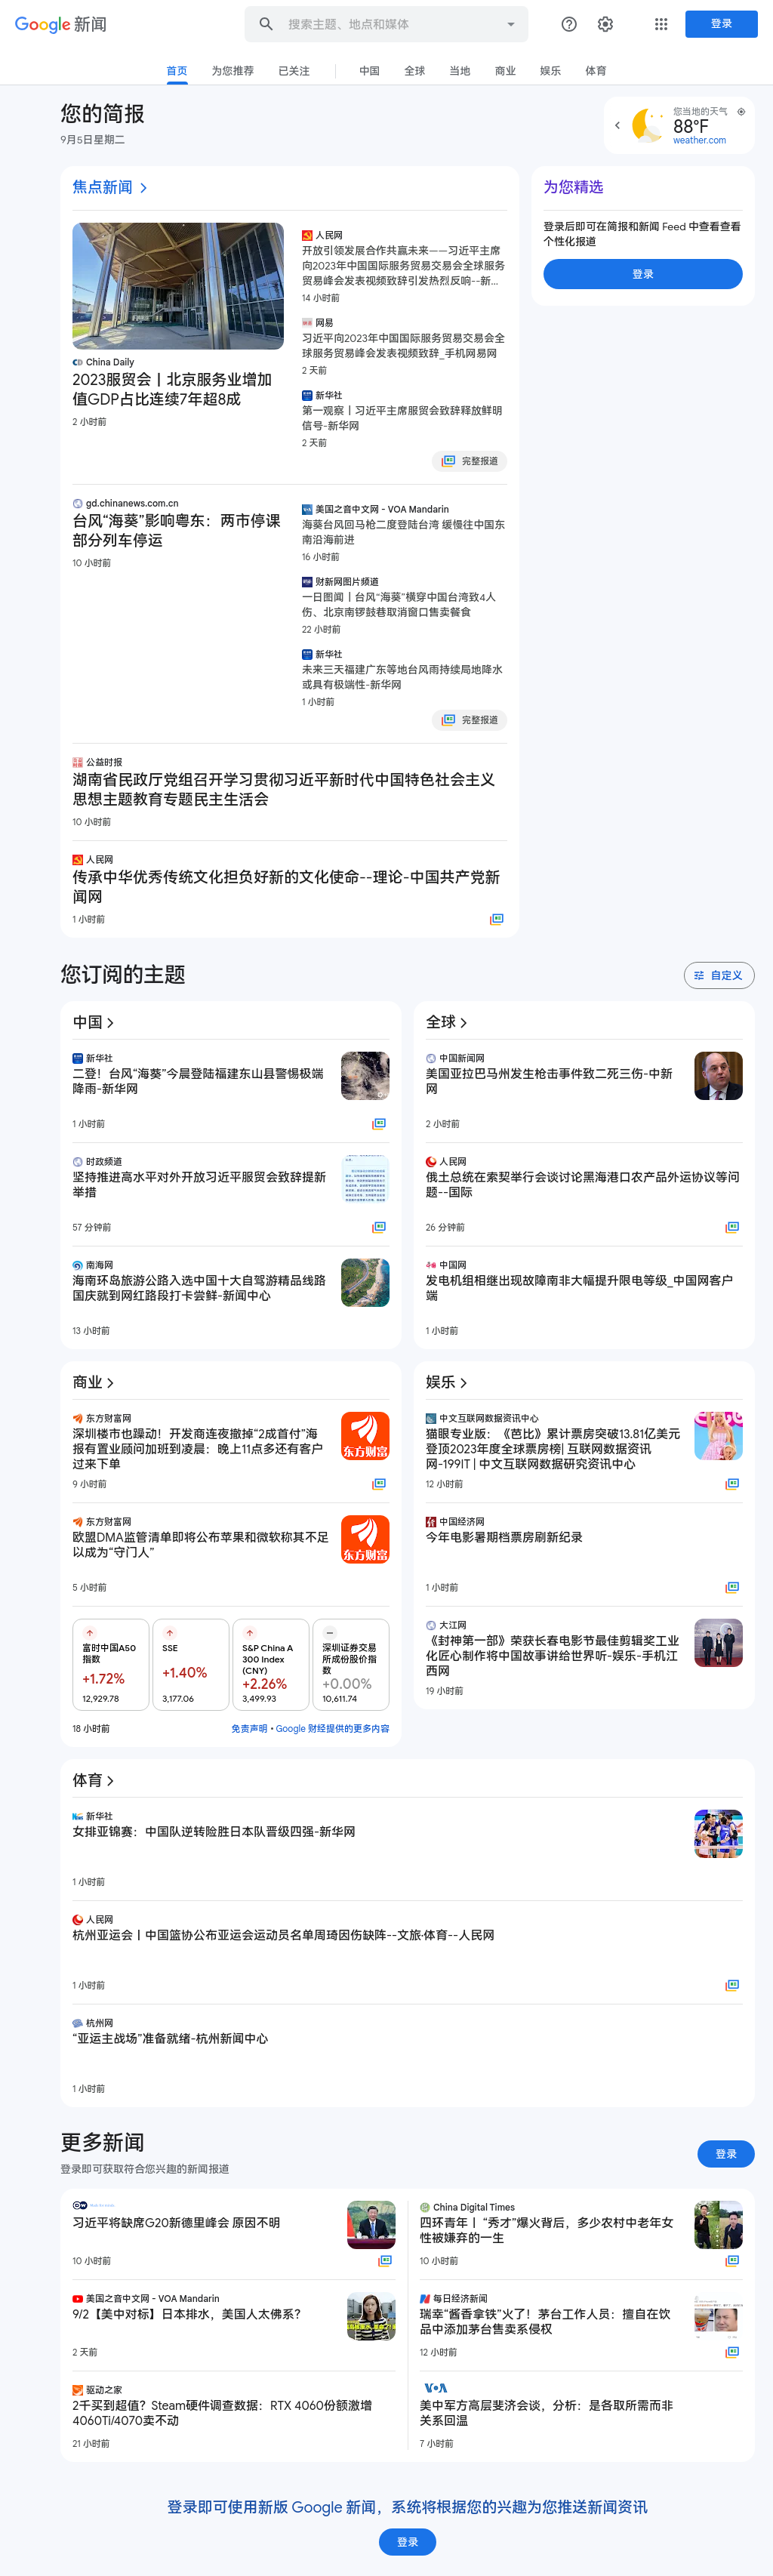 Google 新闻
搜索主题、地点和媒体
登录
首页
为您推荐
已关注
中国
全球
当地
商业
娱乐
体育
您的简报
9月5日星期二
您当地的天气
88°F
weather.com
焦点新闻
China Daily
2023服贸会丨北京服务业增加
值GDP占比连续7年超8成
2 小时前
人民网
开放引领发展合作共赢未来——习近平主席
向2023年中国国际服务贸易交易会全球服务
贸易峰会发表视频致辞引发热烈反响--新...
14 小时前
网易
习近平向2023年中国国际服务贸易交易会全
球服务贸易峰会发表视频致辞_手机网易网
2 天前
新华社
第一观察丨习近平主席服贸会致辞释放鲜明
信号-新华网
2 天前
完整报道
gd.chinanews.com.cn
台风“海葵”影响粤东：两市停课
部分列车停运
10 小时前
美国之音中文网 - VOA Mandarin
海葵台风回马枪二度登陆台湾 缓慢往中国东
南沿海前进
16 小时前
财新网图片频道
一日图闻丨台风“海葵”横穿中国台湾致4人
伤、北京南锣鼓巷取消窗口售卖餐食
22 小时前
新华社
未来三天福建广东等地台风雨持续局地降水
或具有极端性-新华网
1 小时前
完整报道
公益时报
湖南省民政厅党组召开学习贯彻习近平新时代中国特色社会主义
思想主题教育专题民主生活会
10 小时前
人民网
传承中华优秀传统文化担负好新的文化使命--理论-中国共产党新
闻网
1 小时前
为您精选
登录后即可在简报和新闻 Feed 中查看查看
个性化报道
登录
您订阅的主题
自定义
中国
新华社
二登！台风“海葵”今晨登陆福建东山县警惕极端
降雨-新华网
1 小时前
时政频道
坚持推进高水平对外开放习近平服贸会致辞提新
举措
57 分钟前
南海网
海南环岛旅游公路入选中国十大自驾游精品线路
国庆就到网红路段打卡尝鲜-新闻中心
13 小时前
全球
中国新闻网
美国亚拉巴马州发生枪击事件致二死三伤-中新
网
2 小时前
人民网
俄土总统在索契举行会谈讨论黑海港口农产品外运协议等问
题--国际
26 分钟前
中国网
发电机组相继出现故障南非大幅提升限电等级_中国网客户
端
1 小时前
商业
东方财富网
深圳楼市也躁动！开发商连夜撤掉“2成首付”海
报有置业顾问加班到凌晨：晚上11点多还有客户
过来下单
9 小时前
东方财富
东方财富网
欧盟DMA监管清单即将公布苹果和微软称其不足
以成为“守门人”
5 小时前
东方财富
富时中国A50
指数
+1.72%
12,929.78
SSE
+1.40%
3,177.06
S&P China A
300 Index
(CNY)
+2.26%
3,499.93
深圳证券交易
所成份股价指
数
+0.00%
10,611.74
18 小时前
免责声明 • Google 财经提供的更多内容
娱乐
中文互联网数据资讯中心
猫眼专业版：《芭比》累计票房突破13.81亿美元
登顶2023年度全球票房榜| 互联网数据资讯
网-199IT | 中文互联网数据研究资讯中心
12 小时前
中国经济网
今年电影暑期档票房刷新纪录
1 小时前
大江网
《封神第一部》荣获长春电影节最佳剪辑奖工业
化匠心制作将中国故事讲给世界听-娱乐-手机江
西网
19 小时前
体育
新华社
女排亚锦赛：中国队逆转险胜日本队晋级四强-新华网
1 小时前
人民网
杭州亚运会丨中国篮协公布亚运会运动员名单周琦因伤缺阵--文旅·体育--人民网
1 小时前
杭州网
“亚运主战场”准备就绪-杭州新闻中心
1 小时前
更多新闻
登录即可获取符合您兴趣的新闻报道
登录
习近平将缺席G20新德里峰会 原因不明
10 小时前
美国之音中文网 - VOA Mandarin
9/2【美中对标】日本排水，美国人太佛系？
2 天前
驱动之家
2千买到超值？Steam硬件调查数据：RTX 4060份额激增
4060Ti/4070卖不动
21 小时前
China Digital Times
四环青年丨 “秀才”爆火背后，多少农村中老年女
性被嫌弃的一生
10 小时前
每日经济新闻
瑞幸“酱香拿铁”火了！茅台工作人员：擅自在饮
品中添加茅台售卖系侵权
12 小时前
VOA
美中军方高层斐济会谈，分析：是各取所需而非
关系回温
7 小时前
登录即可使用新版 Google 新闻，系统将根据您的兴趣为您推送新闻资讯
登录